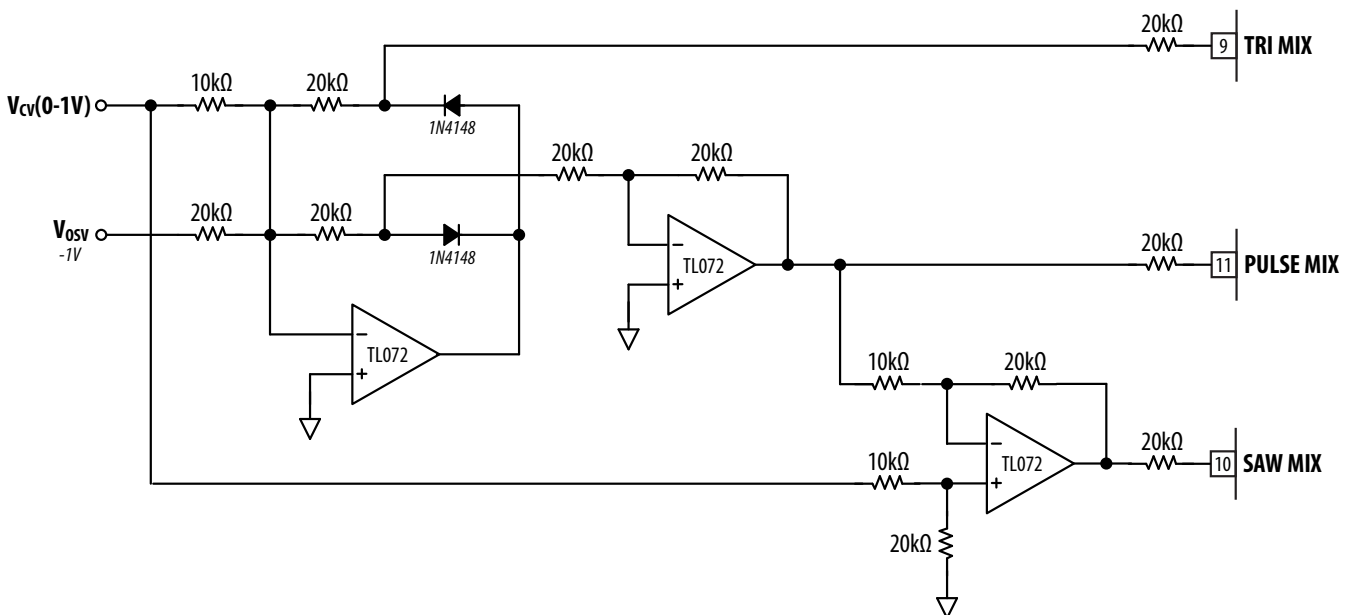 20kΩ
9 TRI MIX
10kΩ 20kΩ
VCV(0-1V)
1N4148
20kΩ 20kΩ
20kΩ 20kΩ
VOSV
-1V
1N4148
−
TL072
+
20kΩ
11 PULSE MIX
−
TL072
+
10kΩ 20kΩ
−
TL072
+
10kΩ
20kΩ
10 SAW MIX
20kΩ